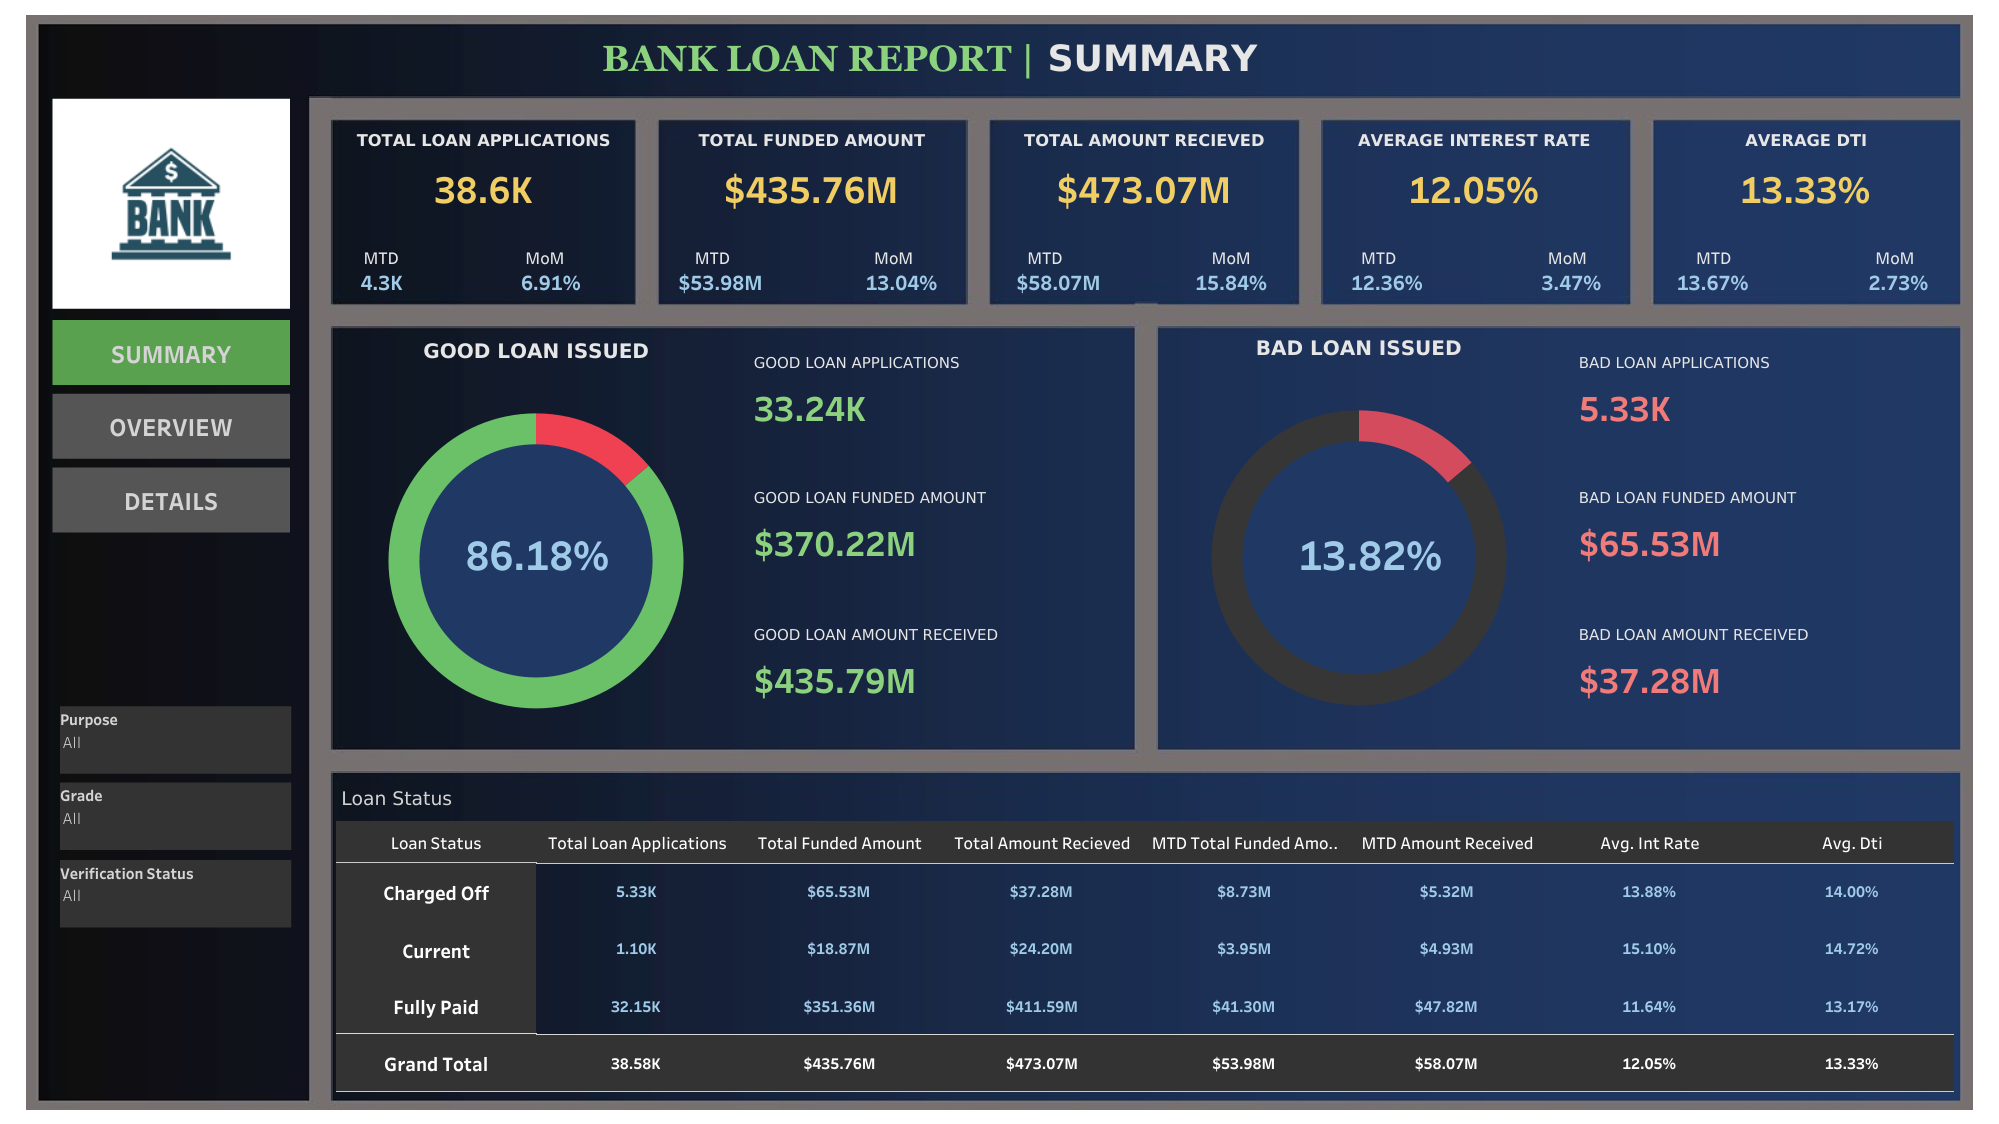 BANK LOAN REPORT | SUMMARY
$
BANK
SUMMARY
OVERVIEW
DETAILS
Purpose
All
Grade
All
Verification Status
All
TOTAL LOAN APPLICATIONS
38.6K
MTD MoM
4.3K 6.91%
TOTAL FUNDED AMOUNT
$435.76M
MTD MoM
$53.98M 13.04%
TOTAL AMOUNT RECIEVED
$473.07M
MTD MoM
$58.07M 15.84%
AVERAGE INTEREST RATE
12.05%
MTD MoM
12.36% 3.47%
AVERAGE DTI
13.33%
MTD MoM
13.67% 2.73%
GOOD LOAN ISSUED
86.18%
GOOD LOAN APPLICATIONS
33.24K
GOOD LOAN FUNDED AMOUNT
$370.22M
GOOD LOAN AMOUNT RECEIVED
$435.79M
BAD LOAN ISSUED
13.82%
BAD LOAN APPLICATIONS
5.33K
BAD LOAN FUNDED AMOUNT
$65.53M
BAD LOAN AMOUNT RECEIVED
$37.28M
Loan Status
Loan Status Total Loan Applications Total Funded Amount Total Amount Recieved MTD Total Funded Amo.. MTD Amount Received Avg. Int Rate Avg. Dti
Charged Off 5.33K $65.53M $37.28M $8.73M $5.32M 13.88% 14.00%
Current 1.10K $18.87M $24.20M $3.95M $4.93M 15.10% 14.72%
Fully Paid 32.15K $351.36M $411.59M $41.30M $47.82M 11.64% 13.17%
Grand Total 38.58K $435.76M $473.07M $53.98M $58.07M 12.05% 13.33%